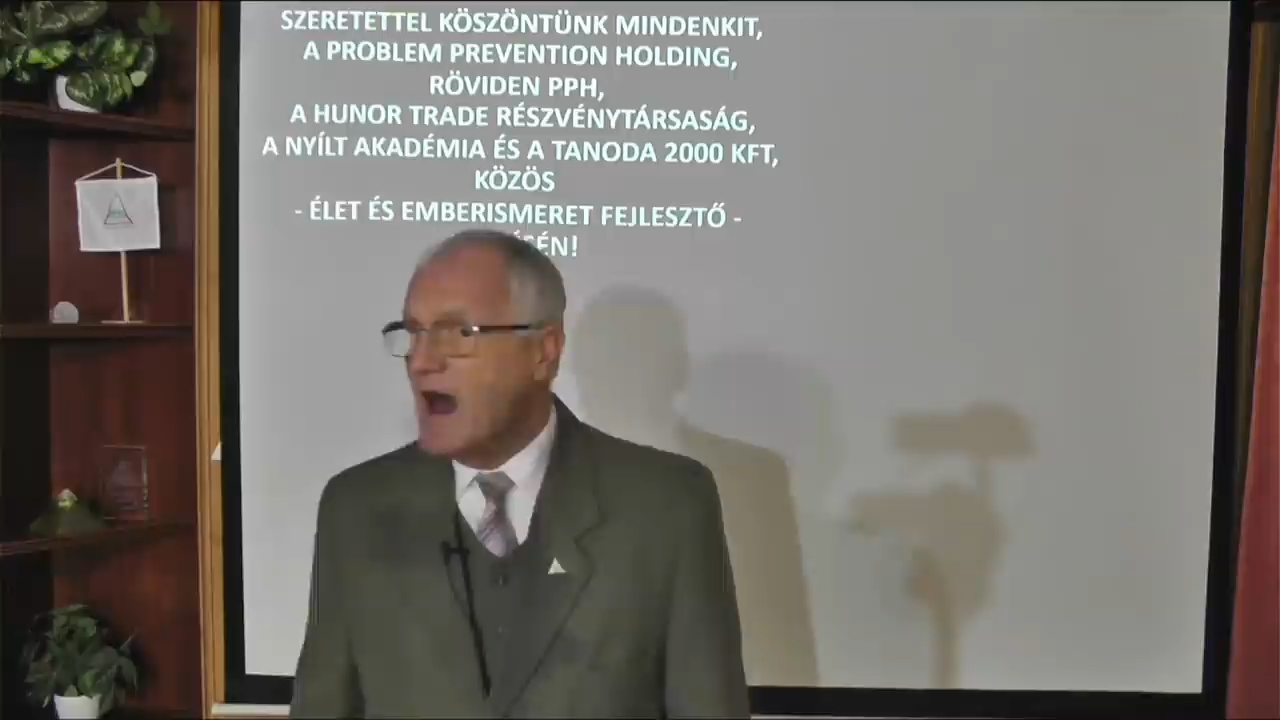 SZERETETTEL KÖSZÖNTÜNK MINDENKIT,
A PROBLEM PREVENTION HOLDING,
RÖVIDEN PPH,
A HUNOR TRADE RÉSZVÉNYTÁRSASÁG,
A NYÍLT AKADÉMIA ÉS A TANODA 2000 KFT,
KÖZÖS
- ÉLET ÉS EMBERISMERET FEJLESZTŐ -